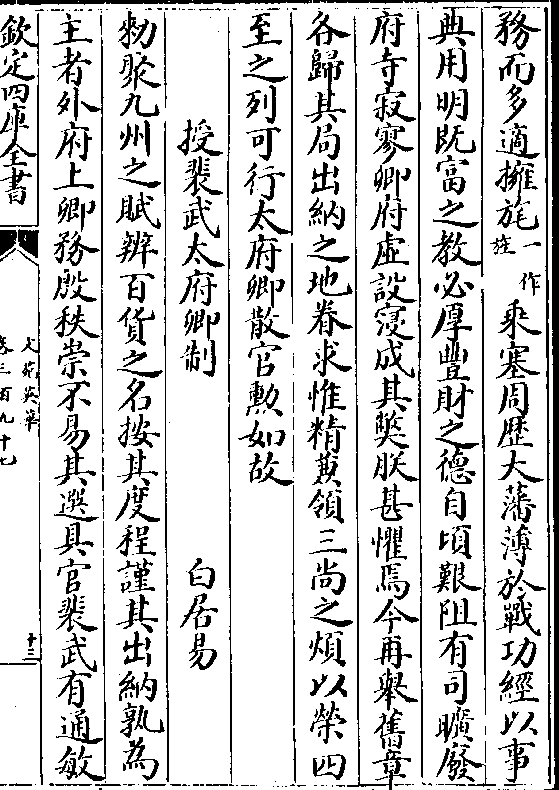 務而多適擁旄一作旌乘塞周歷大藩薄於戰功經以事
典用明既富之教必厚豐財之德自頃艱阻有司曠廢
府寺寂寥卿府虛設寖成其獘朕甚懼焉今再舉舊章
各歸其局出納之地眷求惟精兼領三尚之煩以榮四
至之列可行太府卿散官勲如故
授裴武太府卿制 白居易
勑聚九州之賦辨百貨之名按其度程謹其出納孰為
主者外府上卿務殷秩崇不易其選具官裴武有通敏
欽定四庫全書
文苑英華
卷三百九十七
十三